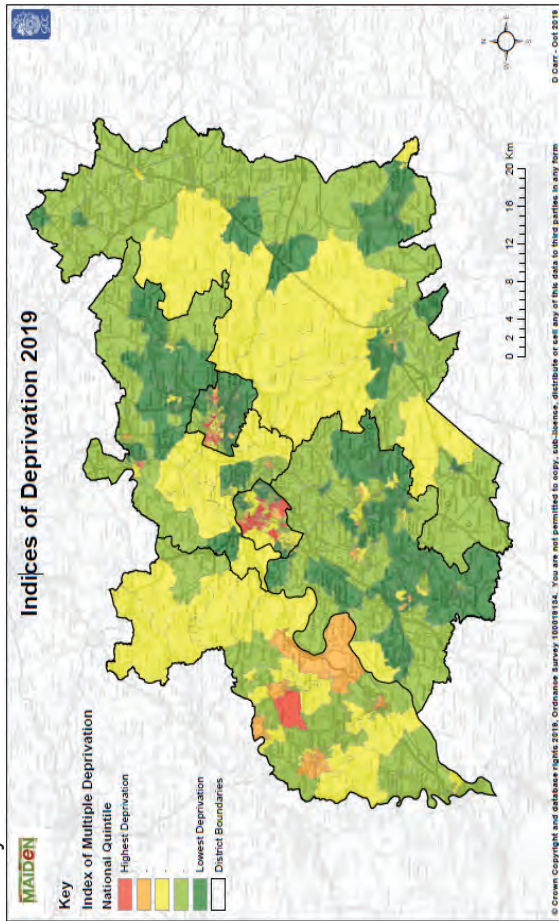 MAIDeN
Indices of Deprivation 2019
GCC
Key
Index of Multiple Deprivation
National Quintile
Highest Deprivation
-
-
-
Lowest Deprivation
District Boundaries
N
W E
S
0 2 4 8 12 16 20 Km
© Crown Copyright and database rights 2019, Ordnance Survey 100019134. You are not permitted to copy, sub-licence, distribute or sell any of this data to third parties in any form
D Carr - Oct 2019